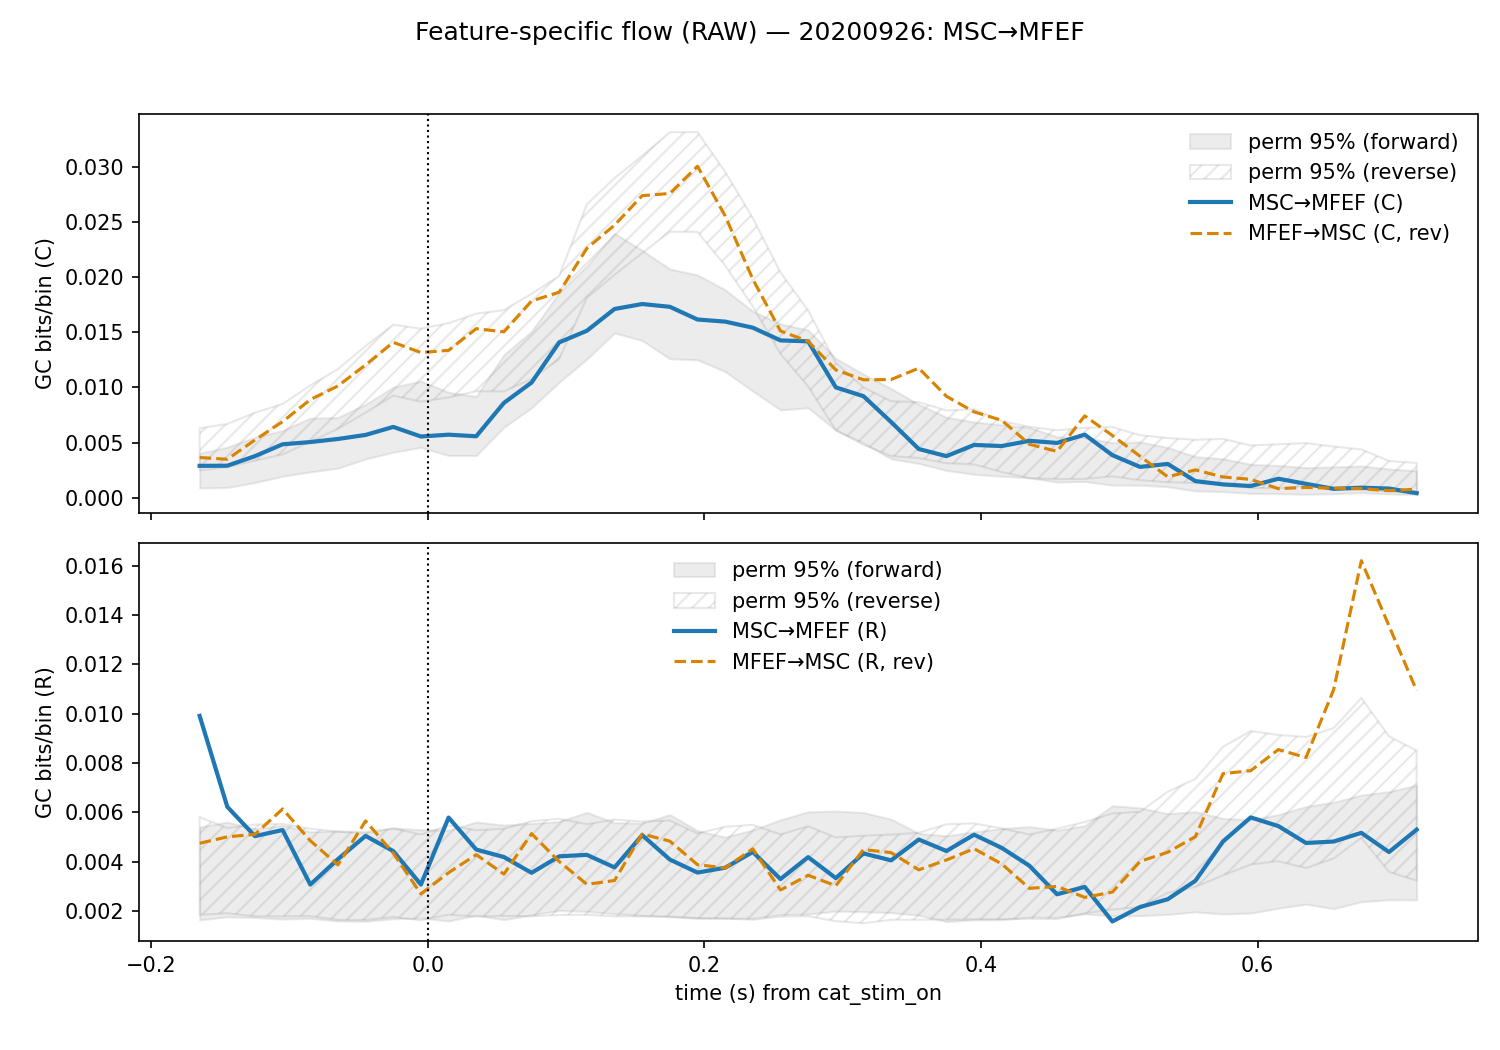 Feature-specific flow (RAW) — 20200926: MSC→MFEF
GC bits/bin (C)
0.030
0.025
0.020
0.015
0.010
0.005
0.000
perm 95% (forward)
perm 95% (reverse)
MSC→MFEF (C)
MFEF→MSC (C, rev)
GC bits/bin (R)
0.016
0.014
0.012
0.010
0.008
0.006
0.004
0.002
perm 95% (forward)
perm 95% (reverse)
MSC→MFEF (R)
MFEF→MSC (R, rev)
−0.2 0.0 0.2 0.4 0.6
time (s) from cat_stim_on